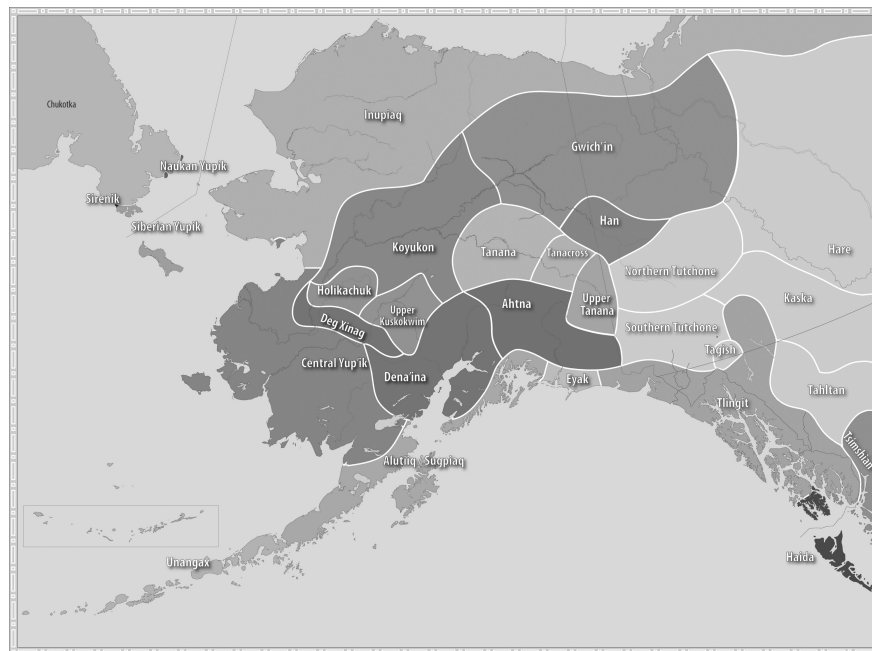 Chukotka
Inupiaq
Naukan Yupik
Sirenik
Siberian Yupik
Gwich'in
Han
Koyukon
Tanana
Tanacross
Northern Tutchone
Hare
Holikachuk
Upper
Kuskokwim
Ahtna
Upper
Tanana
Kaska
Deg Xinag
Southern Tutchone
Tagish
Central Yup'ik
Dena'ina
Eyak
Tahltan
Tlingit
Tsimshian
Alutiiq / Sugpiaq
Unangax
Haida